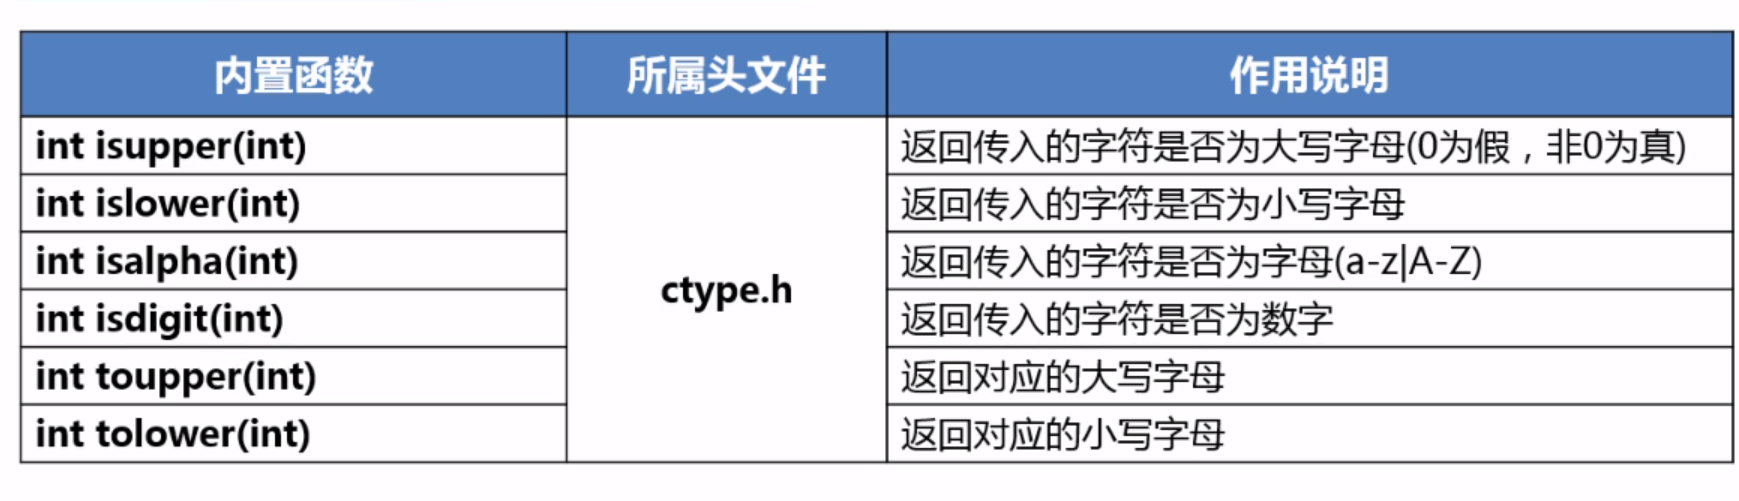 内置函数 所属头文件 作用说明
int isupper(int) 返回传入的字符是否为大写字母(0为假，非0为真)
int islower(int) 返回传入的字符是否为小写字母
int isalpha(int) 返回传入的字符是否为字母(a-z|A-Z)
ctype.h
int isdigit(int) 返回传入的字符是否为数字
int toupper(int) 返回对应的大写字母
int tolower(int) 返回对应的小写字母